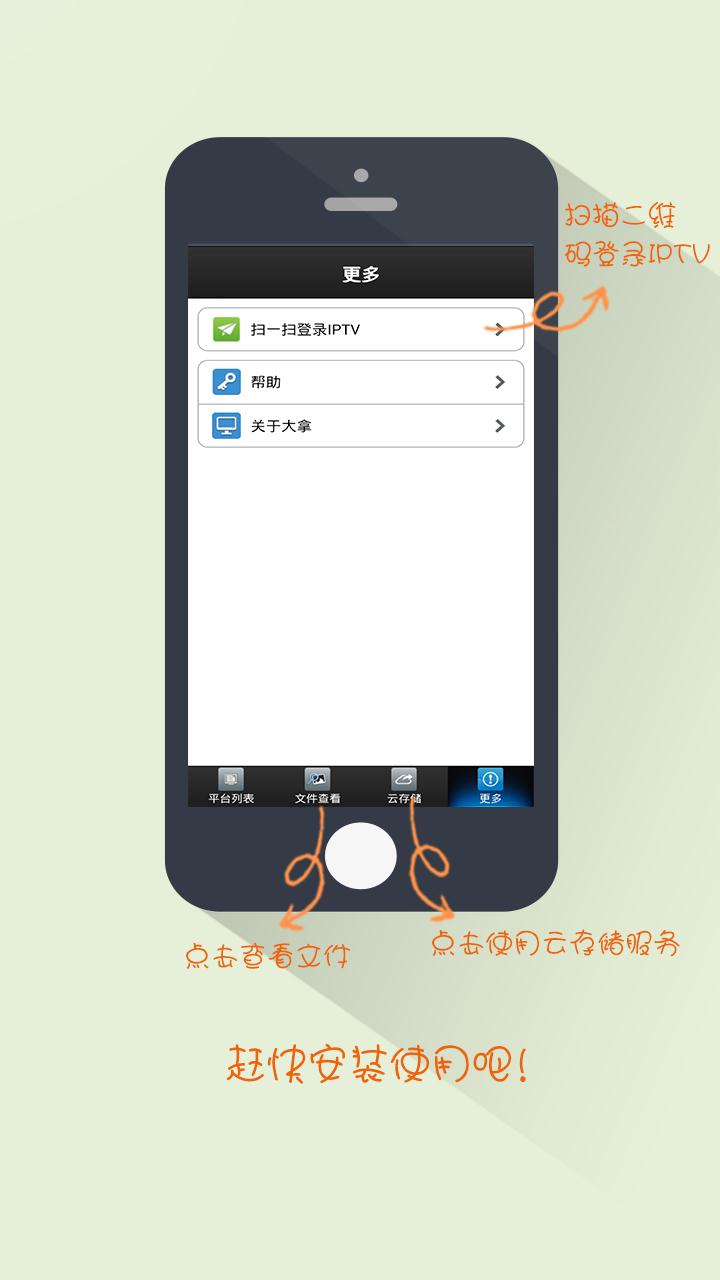 扫描二维
码登录IPTV
更多
扫一扫登录IPTV
帮助
关于大拿
平台列表
文件查看
云存储
更多
点击查看文件
点击使用云存储服务
赶快安装使用吧!